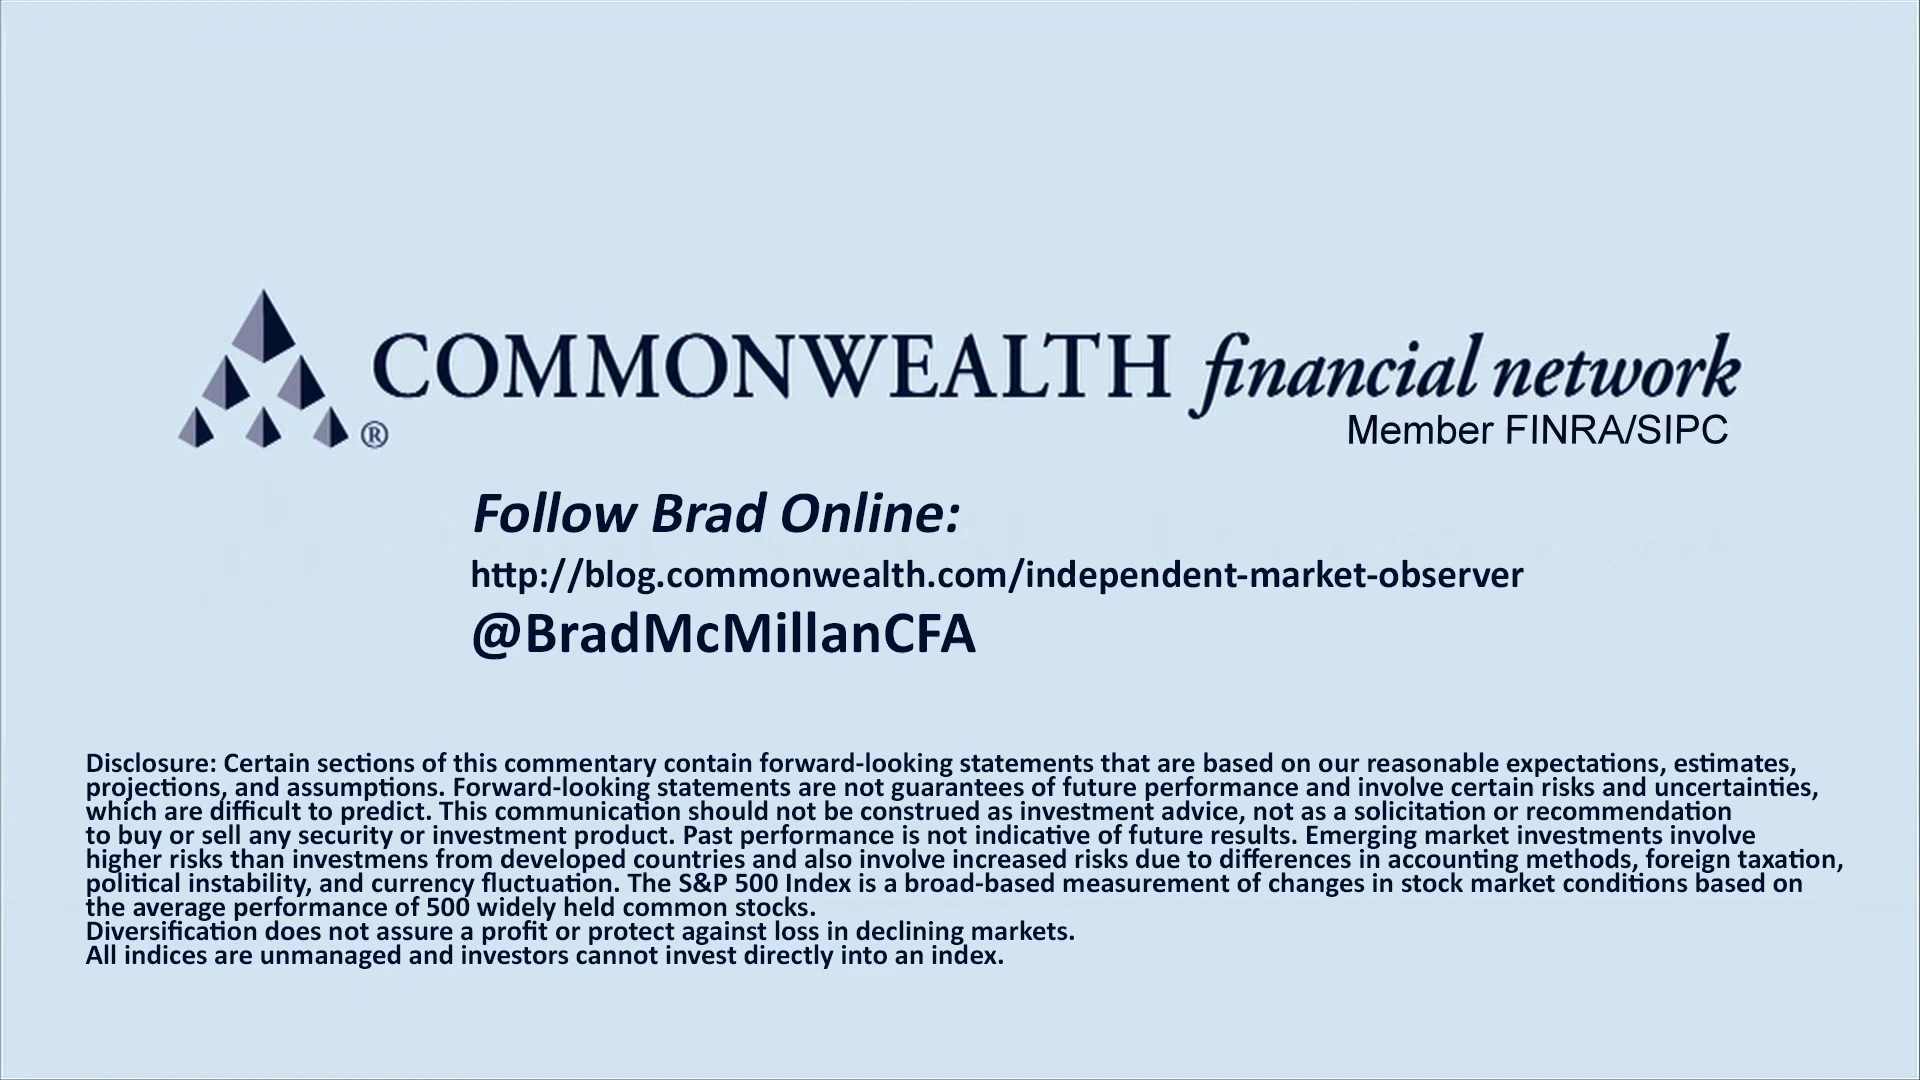 COMMONWEALTH financial network
®
Member FINRA/SIPC
Follow Brad Online:
http://blog.commonwealth.com/independent-market-observer
@BradMcMillanCFA
Disclosure: Certain sections of this commentary contain forward-looking statements that are based on our reasonable expectations, estimates,
projections, and assumptions. Forward-looking statements are not guarantees of future performance and involve certain risks and uncertainties,
which are difficult to predict. This communication should not be construed as investment advice, not as a solicitation or recommendation
to buy or sell any security or investment product. Past performance is not indicative of future results. Emerging market investments involve
higher risks than investmens from developed countries and also involve increased risks due to differences in accounting methods, foreign taxation,
political instability, and currency fluctuation. The S&P 500 Index is a broad-based measurement of changes in stock market conditions based on
the average performance of 500 widely held common stocks.
Diversification does not assure a profit or protect against loss in declining markets.
All indices are unmanaged and investors cannot invest directly into an index.